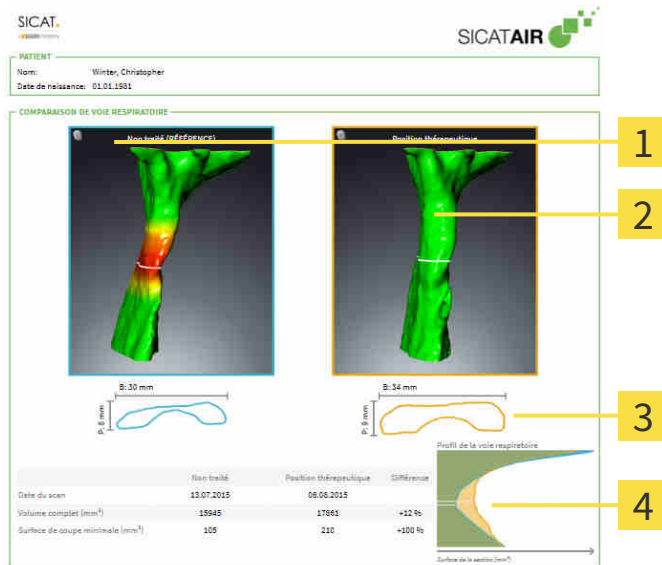 SICAT.
SICATAIR
PATIENT
Nom: Winter, Christopher
Date de naissance: 01.01.1981
COMPARAISON DE VOIE RESPIRATOIRE
Non traité (RÉFÉRENCE) Position thérapeutique
1
2
B: 30 mm B: 34 mm
P: 6 mm P: 9 mm
3
Profil de la voie respiratoire
Non traité Position thérapeutique Différence
Date du scan 13.07.2015 06.08.2015
Volume complet (mm³) 15945 17861 +12 %
Surface de coupe minimale (mm²) 105 210 +100 %
4
Surface de la section (mm²)